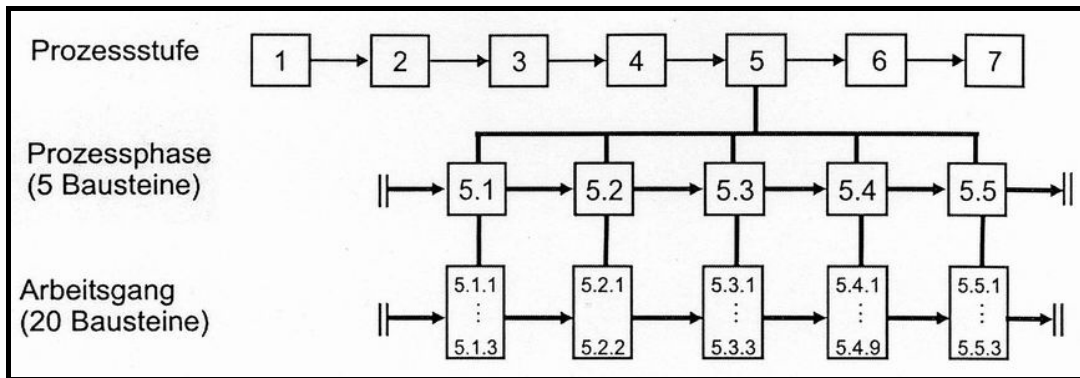 Prozessstufe
1 2 3 4 5 6 7
Prozessphase
(5 Bausteine)
5.1 5.2 5.3 5.4 5.5
Arbeitsgang
(20 Bausteine)
5.1.1 5.2.1 5.3.1 5.4.1 5.5.1
5.1.3 5.2.2 5.3.3 5.4.9 5.5.3